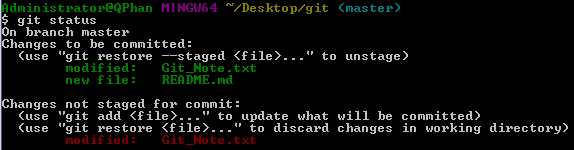 Administrator@QPhan MINGW64 ~/Desktop/git (master)
$ git status
On branch master
Changes to be committed:
  (use "git restore --staged <file>..." to unstage)
        modified:   Git_Note.txt
        new file:   README.md

Changes not staged for commit:
  (use "git add <file>..." to update what will be committed)
  (use "git restore <file>..." to discard changes in working directory)
        modified:   Git_Note.txt